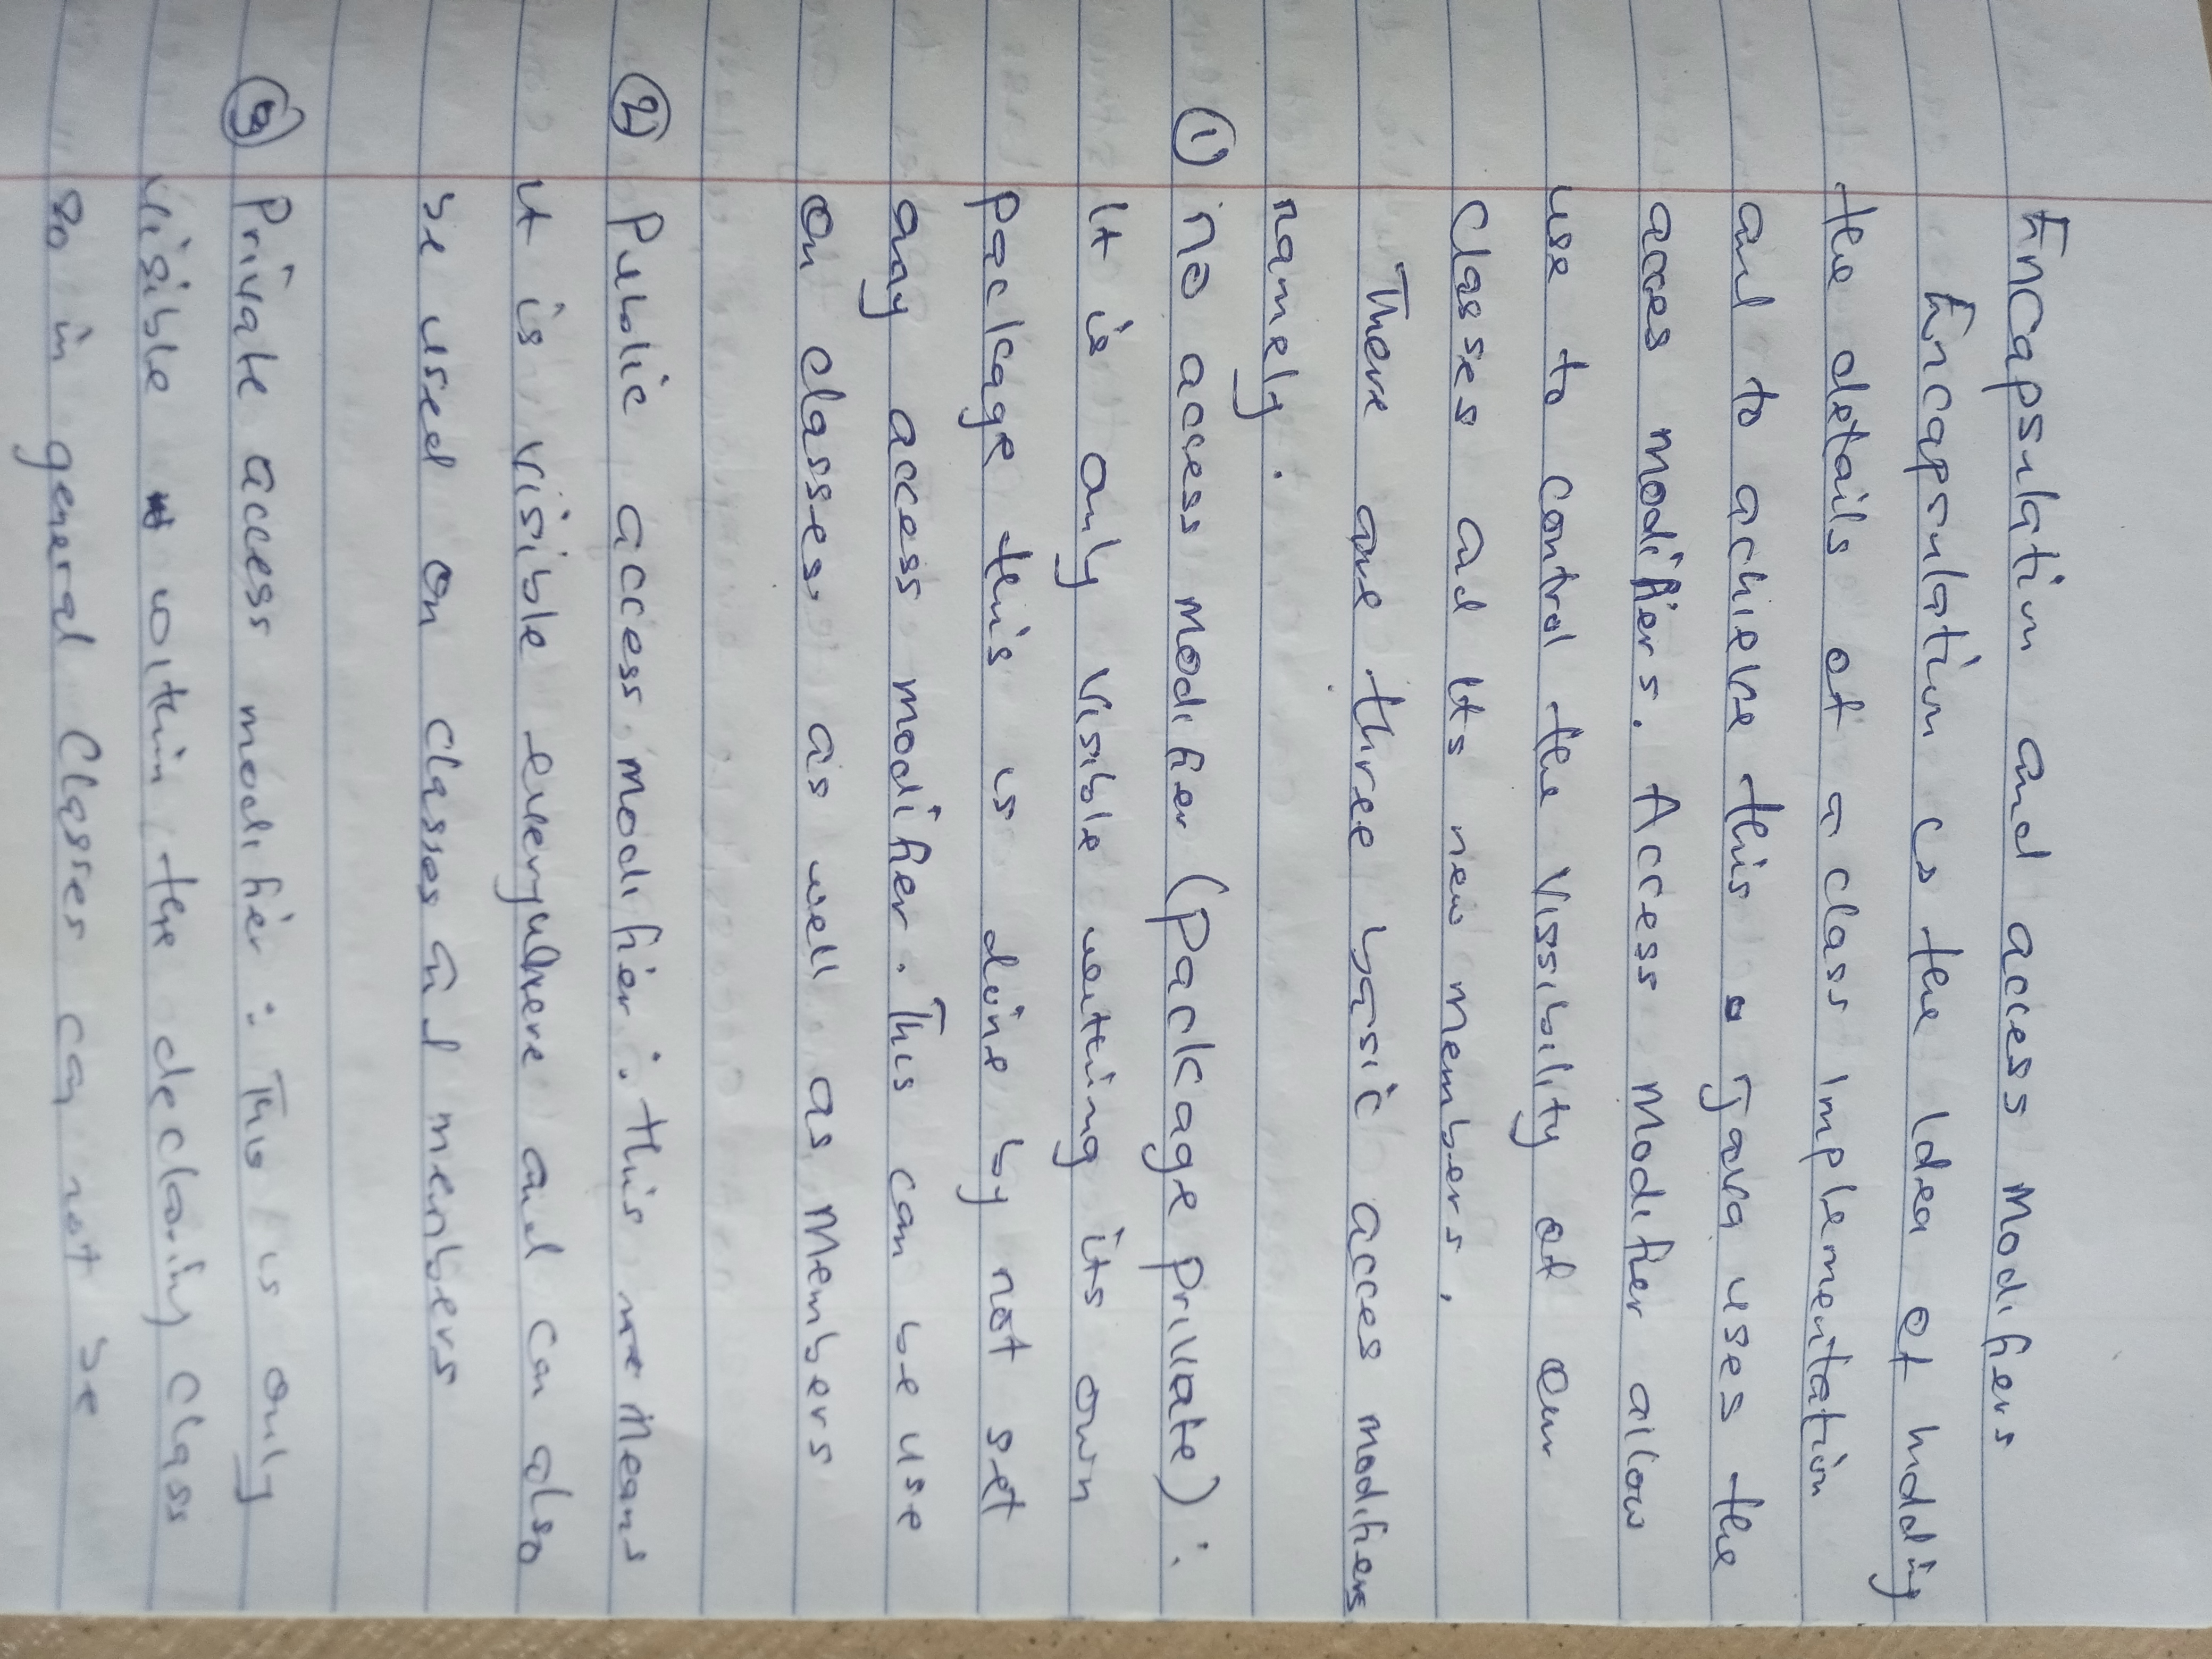 Encapsulation and access Modifiers
Encapsulation is the Idea of hidding
the details of a class Implementation
and to achieve this Java uses the
acces modifiers. Access Modifier allow
use to control the Vissibility of our
Classes and Its new members.
There are three basic acces modifiers
namely.
① no access modifier (package private):
It is only visible withing its own
package this is done by not set
any access modifier. This can be use
on classes as well as Members
② Public access modifier: this means
it is visible everywhere and can also
be used on classes and members
③ Private access modifier: This is only
visible within the declaring class
so in general classes can not be